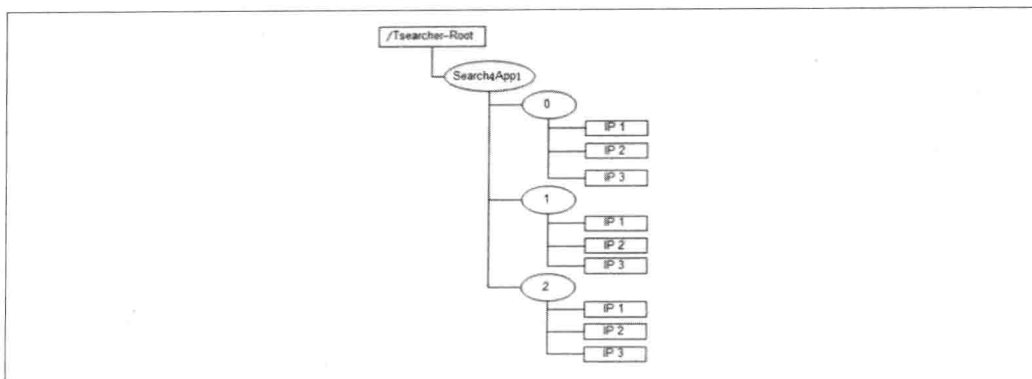 /Tsearcher-Root
Search4App1
0
IP 1
IP 2
IP 3
1
IP 1
IP 2
IP 3
2
IP 1
IP 2
IP 3